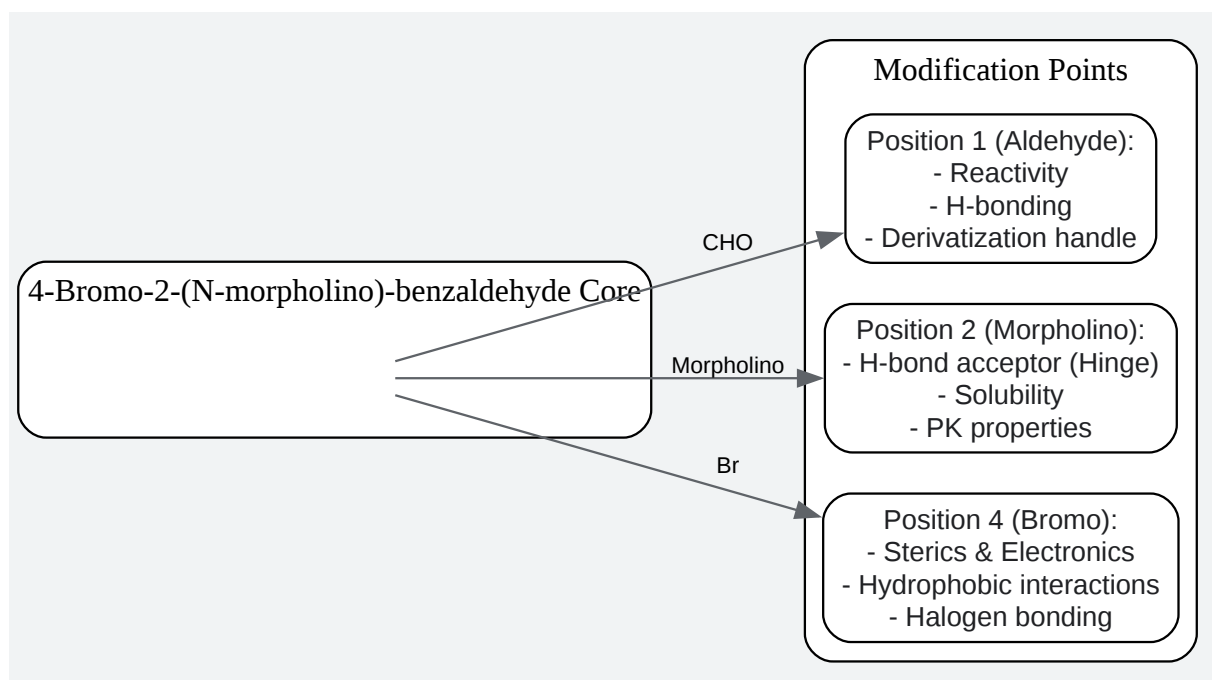 4-Bromo-2-(N-morpholino)-benzaldehyde Core
CHO
Morpholino
Br
Modification Points
Position 1 (Aldehyde):
- Reactivity
- H-bonding
- Derivatization handle
Position 2 (Morpholino):
- H-bond acceptor (Hinge)
- Solubility
- PK properties
Position 4 (Bromo):
- Sterics & Electronics
- Hydrophobic interactions
- Halogen bonding